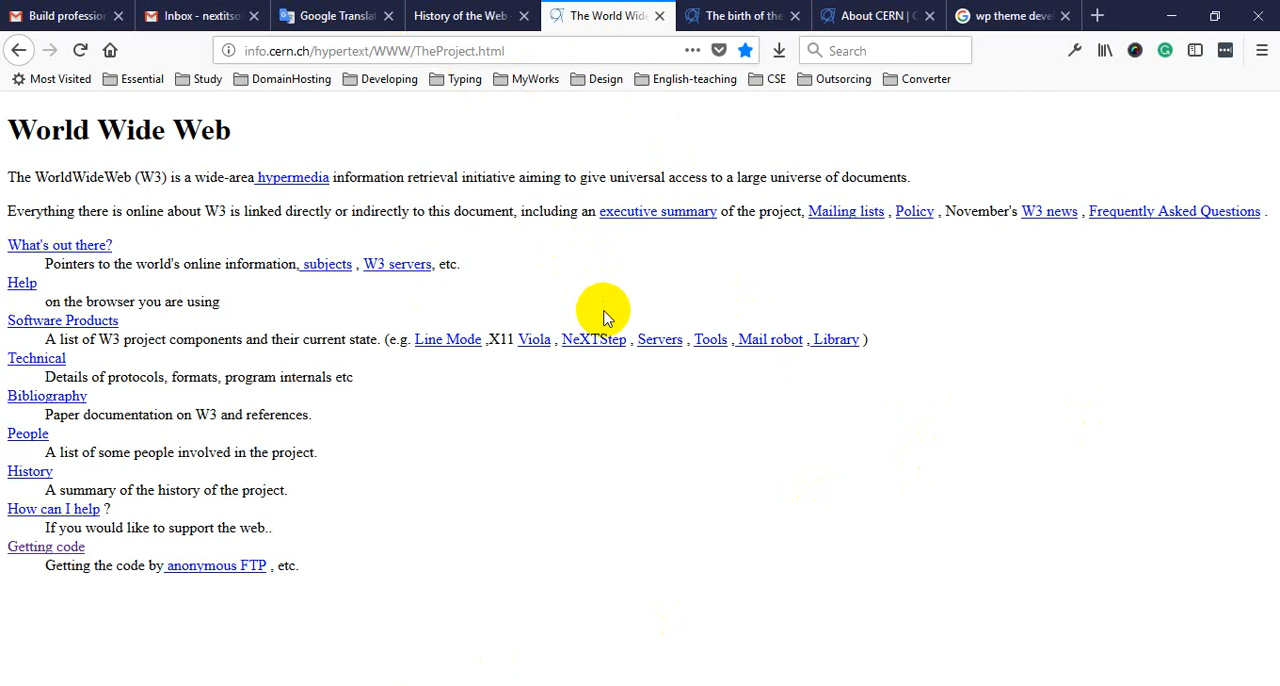 Build profession
Inbox - nextitsof
Google Translat
History of the Web
The World Wide
The birth of the
About CERN | C
wp theme devel
info.cern.ch/hypertext/WWW/TheProject.html
Search
Most Visited Essential Study DomainHosting Developing Typing MyWorks Design English-teaching CSE Outsorcing Converter
World Wide Web
The WorldWideWeb (W3) is a wide-area hypermedia information retrieval initiative aiming to give universal access to a large universe of documents.
Everything there is online about W3 is linked directly or indirectly to this document, including an executive summary of the project, Mailing lists , Policy , November's W3 news , Frequently Asked Questions .
What's out there?
Pointers to the world's online information, subjects , W3 servers, etc.
Help
on the browser you are using
Software Products
A list of W3 project components and their current state. (e.g. Line Mode ,X11 Viola , NeXTStep , Servers , Tools , Mail robot , Library )
Technical
Details of protocols, formats, program internals etc
Bibliography
Paper documentation on W3 and references.
People
A list of some people involved in the project.
History
A summary of the history of the project.
How can I help ?
If you would like to support the web..
Getting code
Getting the code by anonymous FTP , etc.